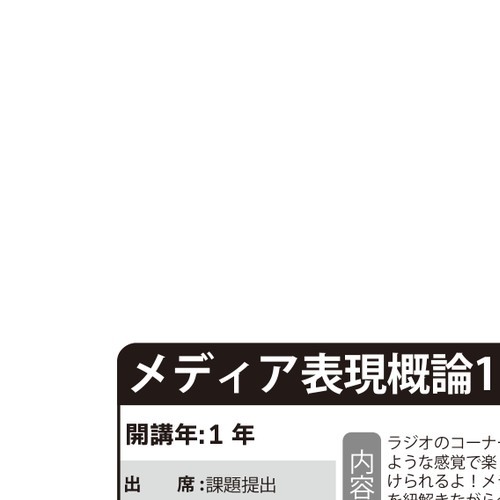 メディア表現概論1
開講年:1 年
出　　席:課題提出
内容
ラジオのコーナー
ような感覚で楽
けられるよ！メ
を紐解きながら